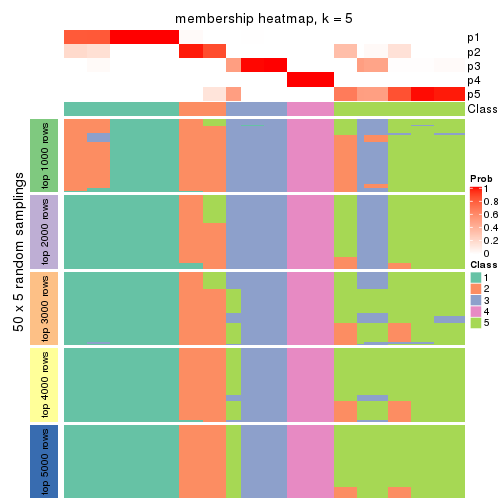 membership heatmap, k = 5
p1
p2
p3
p4
p5
Class
50 x 5 random samplings
top 1000 rows
top 2000 rows
top 3000 rows
top 4000 rows
top 5000 rows
Prob
1
0.8
0.6
0.4
0.2
0
Class
1
2
3
4
5